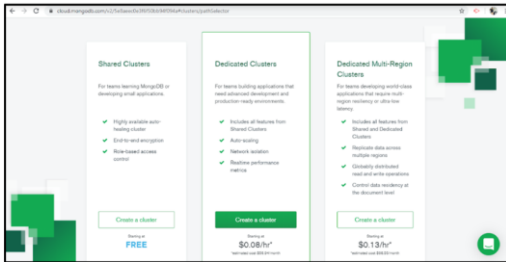 cloud.mongodb.com/v2/
Shared Clusters
For teams learning MongoDB or
developing small applications.
Highly available auto-
healing cluster
End-to-end encryption
Role-based access
control
Create a cluster
Starting at
FREE
Dedicated Clusters
For teams building applications that
need advanced development and
production-ready environments.
Includes all features from
Shared Clusters
Auto-scaling
Network isolation
Realtime performance
metrics
Create a cluster
Starting at
$0.08/hr*
Dedicated Multi-Region
Clusters
For teams developing world-class
applications that require multi-
region resiliency or ultra-low
latency.
Includes all features from
Shared and Dedicated
Clusters
Replicate data across
multiple regions
Globally distributed
read and write operations
Control data residency at
the document level
Create a cluster
Starting at
$0.13/hr*